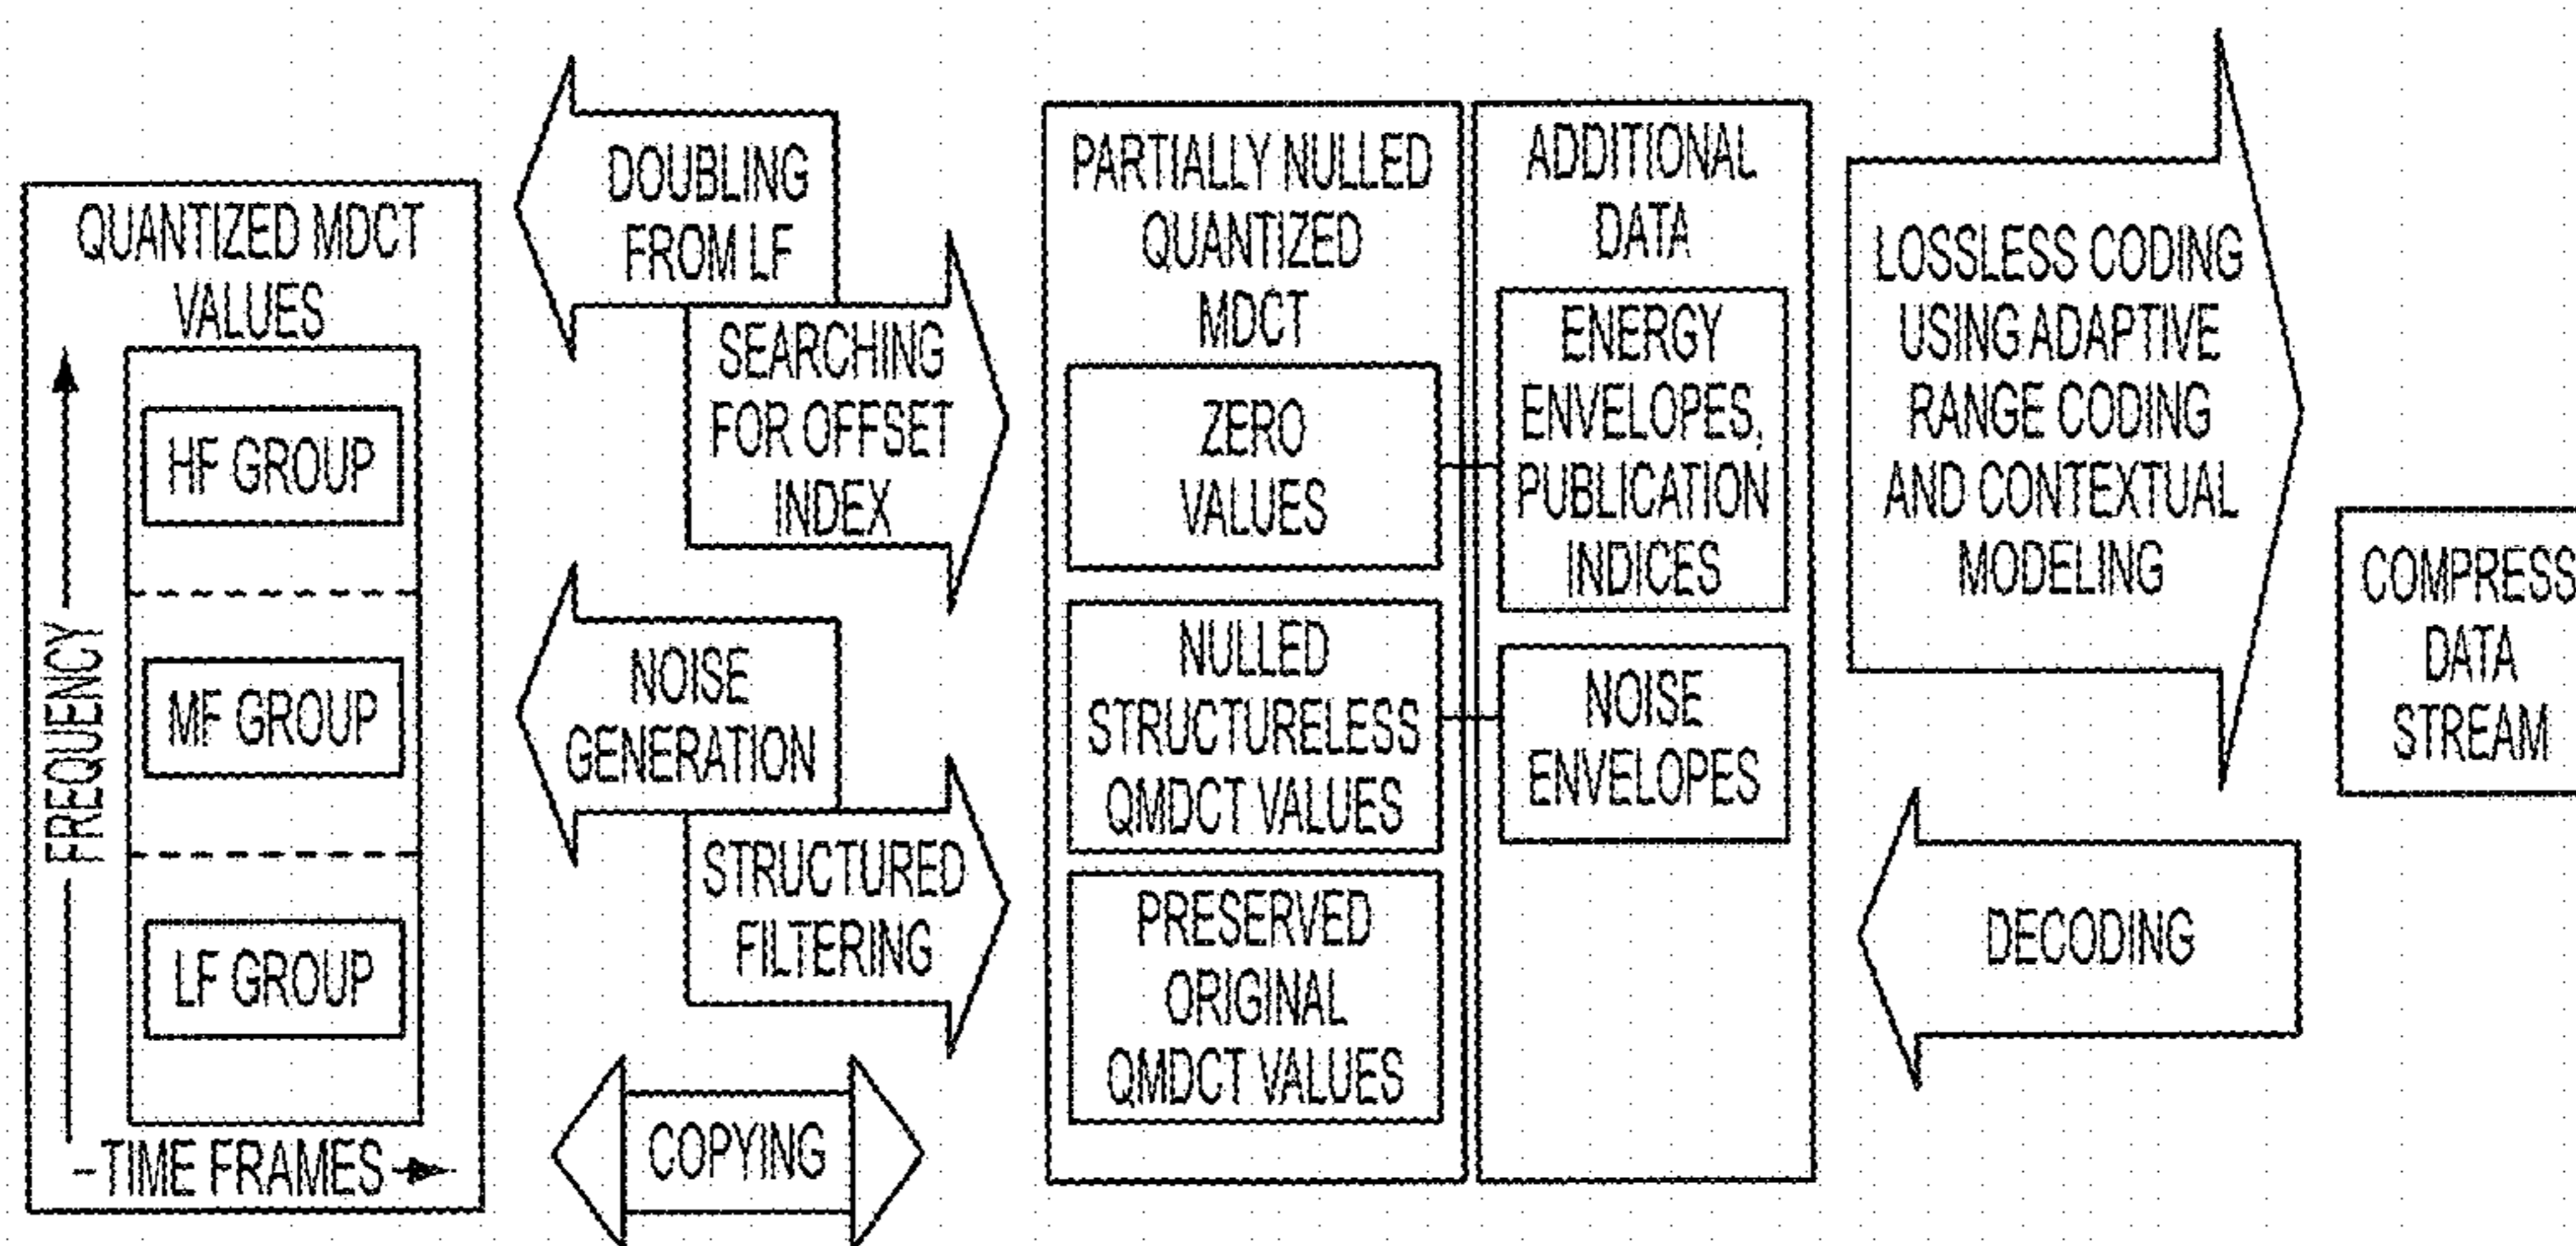 QUANTIZED MDCT
VALUES
HF GROUP
MF GROUP
LF GROUP
FREQUENCY
TIME FRAMES
DOUBLING
FROM LF
SEARCHING
FOR OFFSET
INDEX
NOISE
GENERATION
STRUCTURED
FILTERING
COPYING
PARTIALLY NULLED
QUANTIZED
MDCT
ZERO
VALUES
NULLED
STRUCTURELESS
QMDCT VALUES
PRESERVED
ORIGINAL
QMDCT VALUES
ADDITIONAL
DATA
ENERGY
ENVELOPES,
PUBLICATION
INDICES
NOISE
ENVELOPES
LOSSLESS CODING
USING ADAPTIVE
RANGE CODING
AND CONTEXTUAL
MODELING
DECODING
COMPRESS
DATA
STREAM